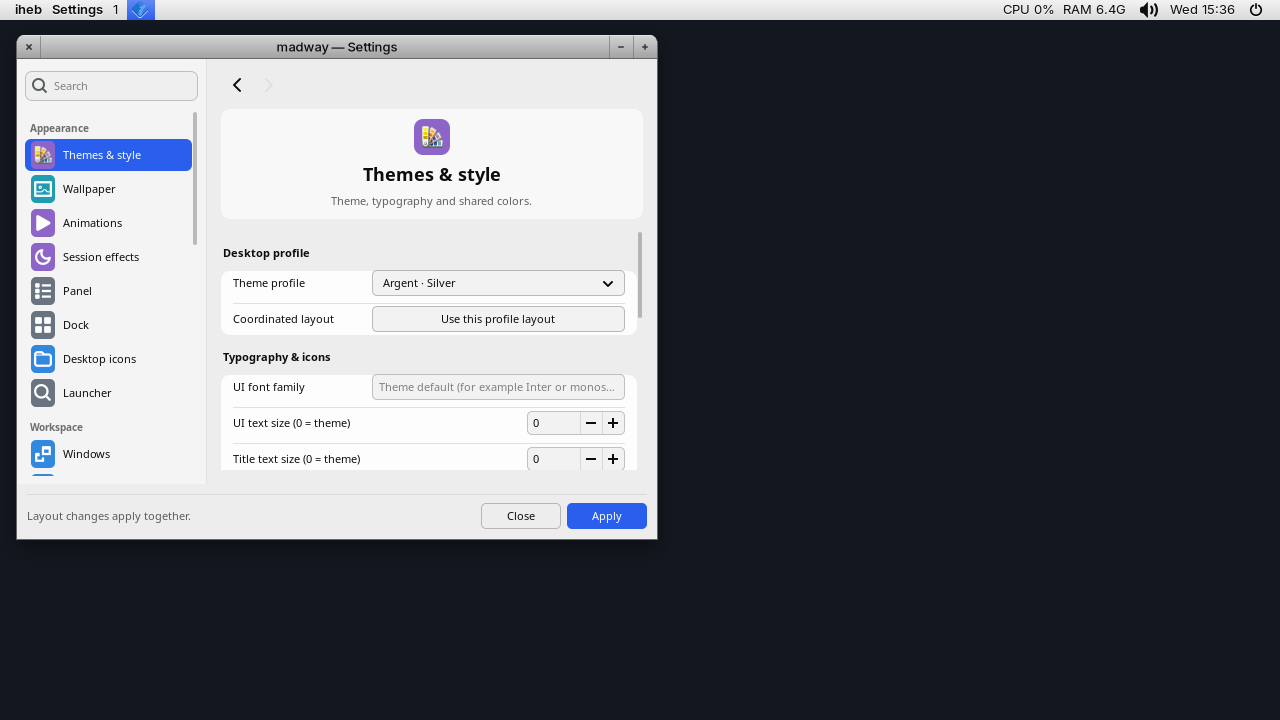 iheb Settings 1 CPU 0% RAM 6.4G Wed 15:36
madway — Settings
Search
Appearance
Themes & style
Wallpaper
Animations
Session effects
Panel
Dock
Desktop icons
Launcher
Workspace
Windows
Themes & style
Theme, typography and shared colors.
Desktop profile
Theme profile Argent · Silver
Coordinated layout Use this profile layout
Typography & icons
UI font family Theme default (for example Inter or monos...
UI text size (0 = theme) 0
Title text size (0 = theme) 0
Layout changes apply together. Close Apply